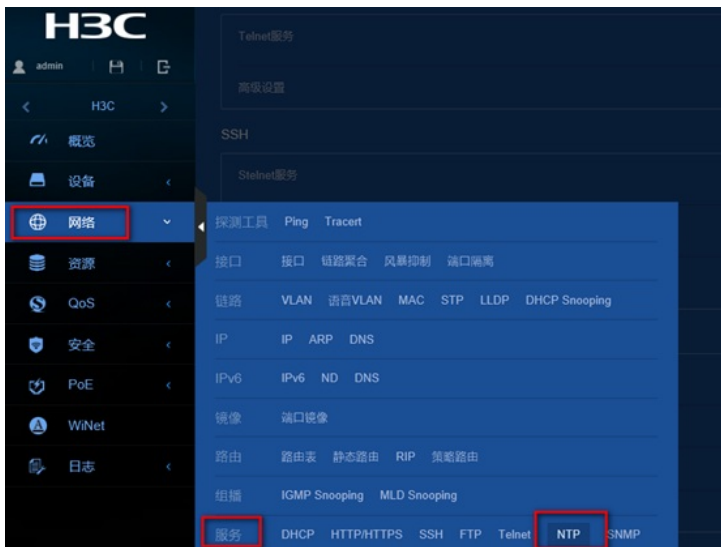 H3C
admin
H3C
概览
设备
网络
资源
QoS
安全
PoE
WiNet
日志
Telnet服务
高级设置
SSH
Stelnet服务
探测工具 Ping Tracert
接口 接口 链路聚合 风暴抑制 端口隔离
链路 VLAN 语音VLAN MAC STP LLDP DHCP Snooping
IP IP ARP DNS
IPv6 IPv6 ND DNS
镜像 端口镜像
路由 路由表 静态路由 RIP 策略路由
组播 IGMP Snooping MLD Snooping
服务 DHCP HTTP/HTTPS SSH FTP Telnet NTP SNMP